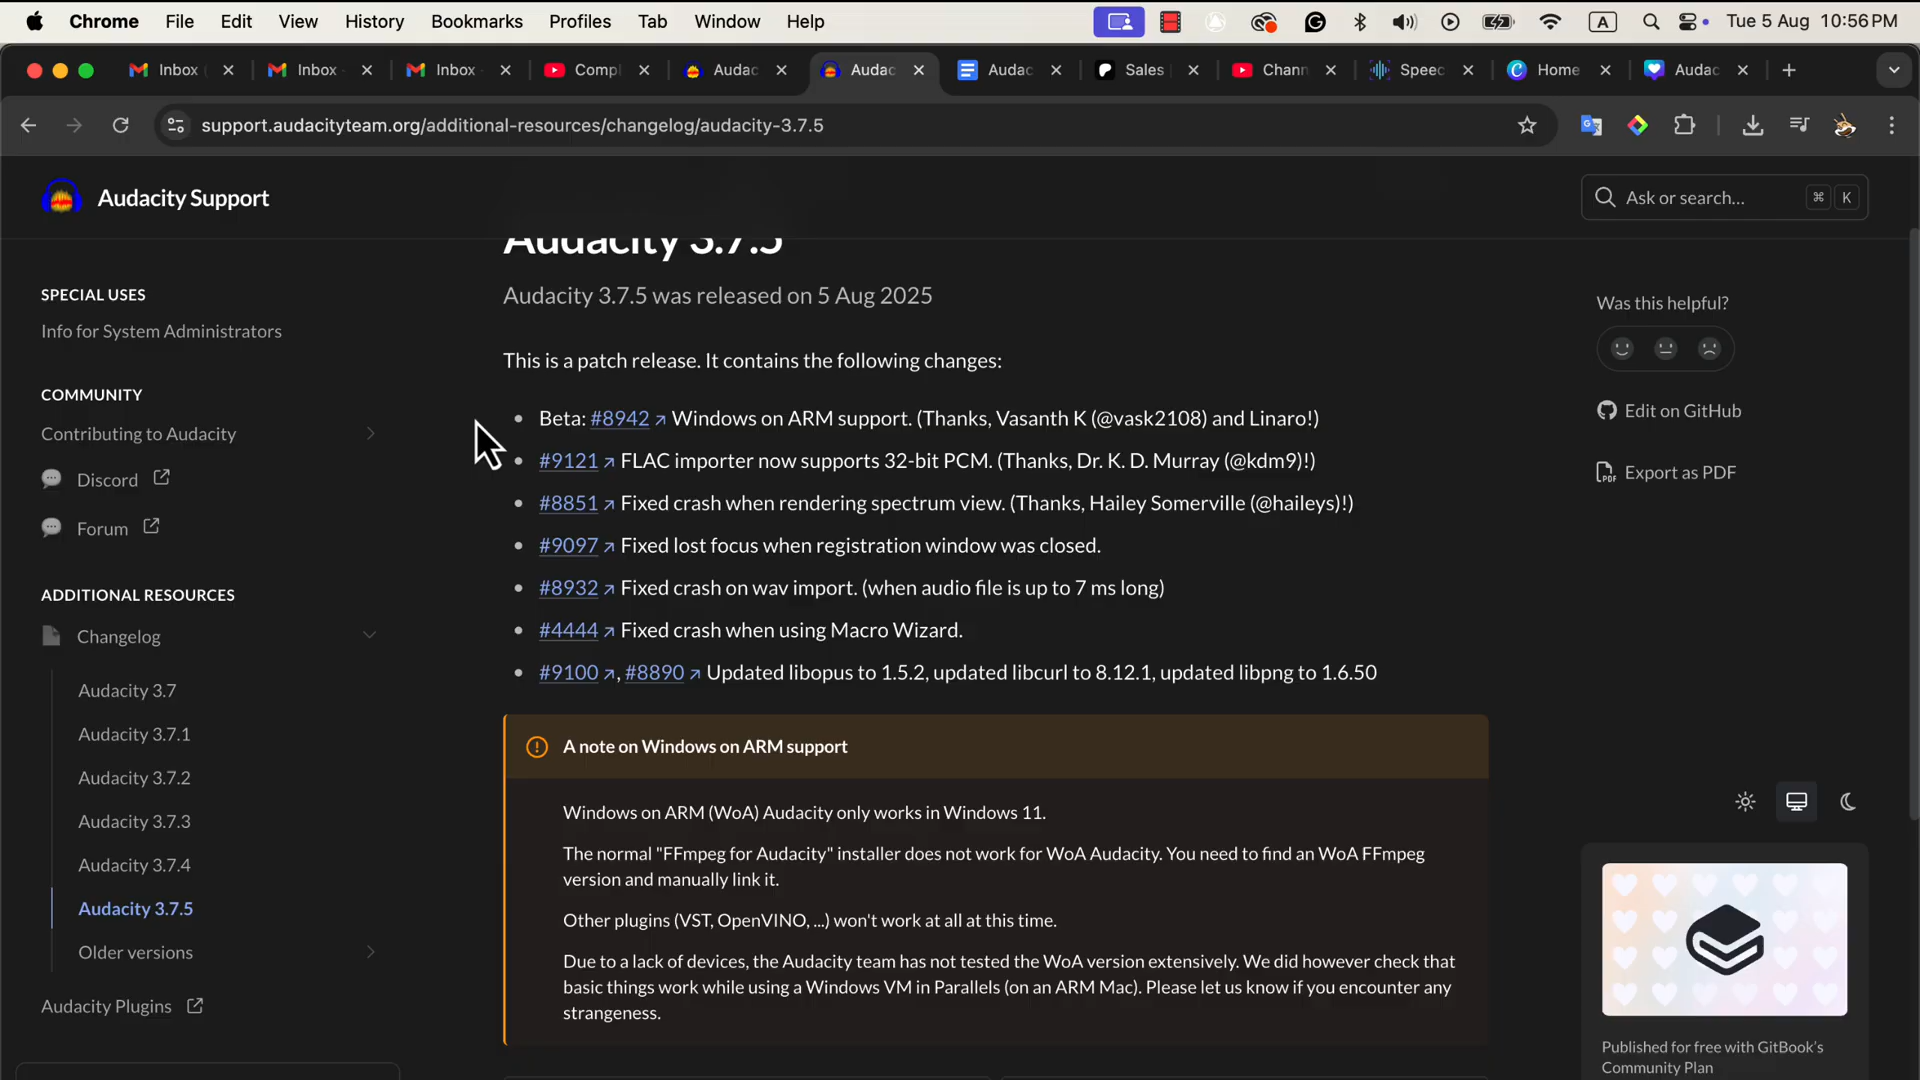 Chrome File Edit View History Bookmarks Profiles Tab Window Help A Tue 5 Aug 10:56 PM
Inbox Inbox Inbox Compl Audac Audac Audac Sales Chann Speec Home Audac
support.audacityteam.org/additional-resources/changelog/audacity-3.7.5
Audacity Support
Ask or search... ⌘ K
Audacity 3.7.5
SPECIAL USES
Info for System Administrators
COMMUNITY
Contributing to Audacity
Discord
Forum
ADDITIONAL RESOURCES
Changelog
Audacity 3.7
Audacity 3.7.1
Audacity 3.7.2
Audacity 3.7.3
Audacity 3.7.4
Audacity 3.7.5
Older versions
Audacity Plugins
Audacity 3.7.5 was released on 5 Aug 2025
This is a patch release. It contains the following changes:
• Beta: #8942 ↗ Windows on ARM support. (Thanks, Vasanth K (@vask2108) and Linaro!)
• #9121 ↗ FLAC importer now supports 32-bit PCM. (Thanks, Dr. K. D. Murray (@kdm9)!)
• #8851 ↗ Fixed crash when rendering spectrum view. (Thanks, Hailey Somerville (@haileys)!)
• #9097 ↗ Fixed lost focus when registration window was closed.
• #8932 ↗ Fixed crash on wav import. (when audio file is up to 7 ms long)
• #4444 ↗ Fixed crash when using Macro Wizard.
• #9100 ↗, #8890 ↗ Updated libopus to 1.5.2, updated libcurl to 8.12.1, updated libpng to 1.6.50
A note on Windows on ARM support
Windows on ARM (WoA) Audacity only works in Windows 11.
The normal "FFmpeg for Audacity" installer does not work for WoA Audacity. You need to find an WoA FFmpeg
version and manually link it.
Other plugins (VST, OpenVINO, ...) won't work at all at this time.
Due to a lack of devices, the Audacity team has not tested the WoA version extensively. We did however check that
basic things work while using a Windows VM in Parallels (on an ARM Mac). Please let us know if you encounter any
strangeness.
Was this helpful?
Edit on GitHub
PDF Export as PDF
Published for free with GitBook's
Community Plan